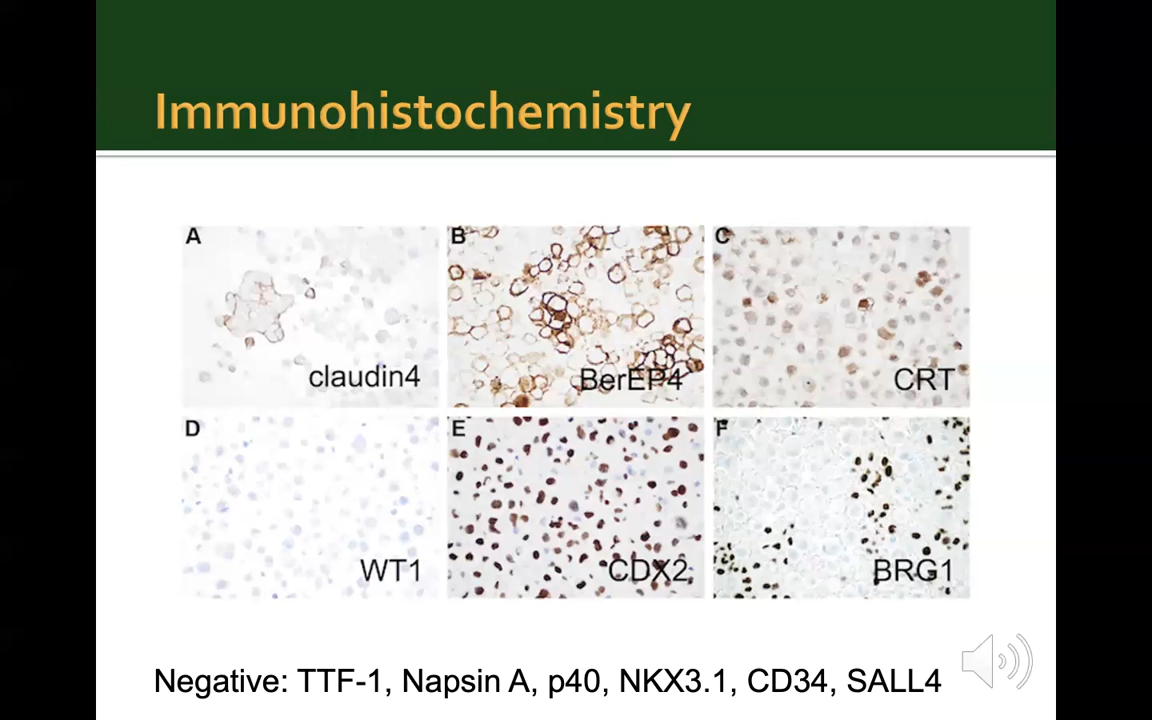 Immunohistochemistry
A
B
C
claudin4
BerEP4
CRT
D
E
F
WT1
CDX2
BRG1
Negative: TTF-1, Napsin A, p40, NKX3.1, CD34, SALL4